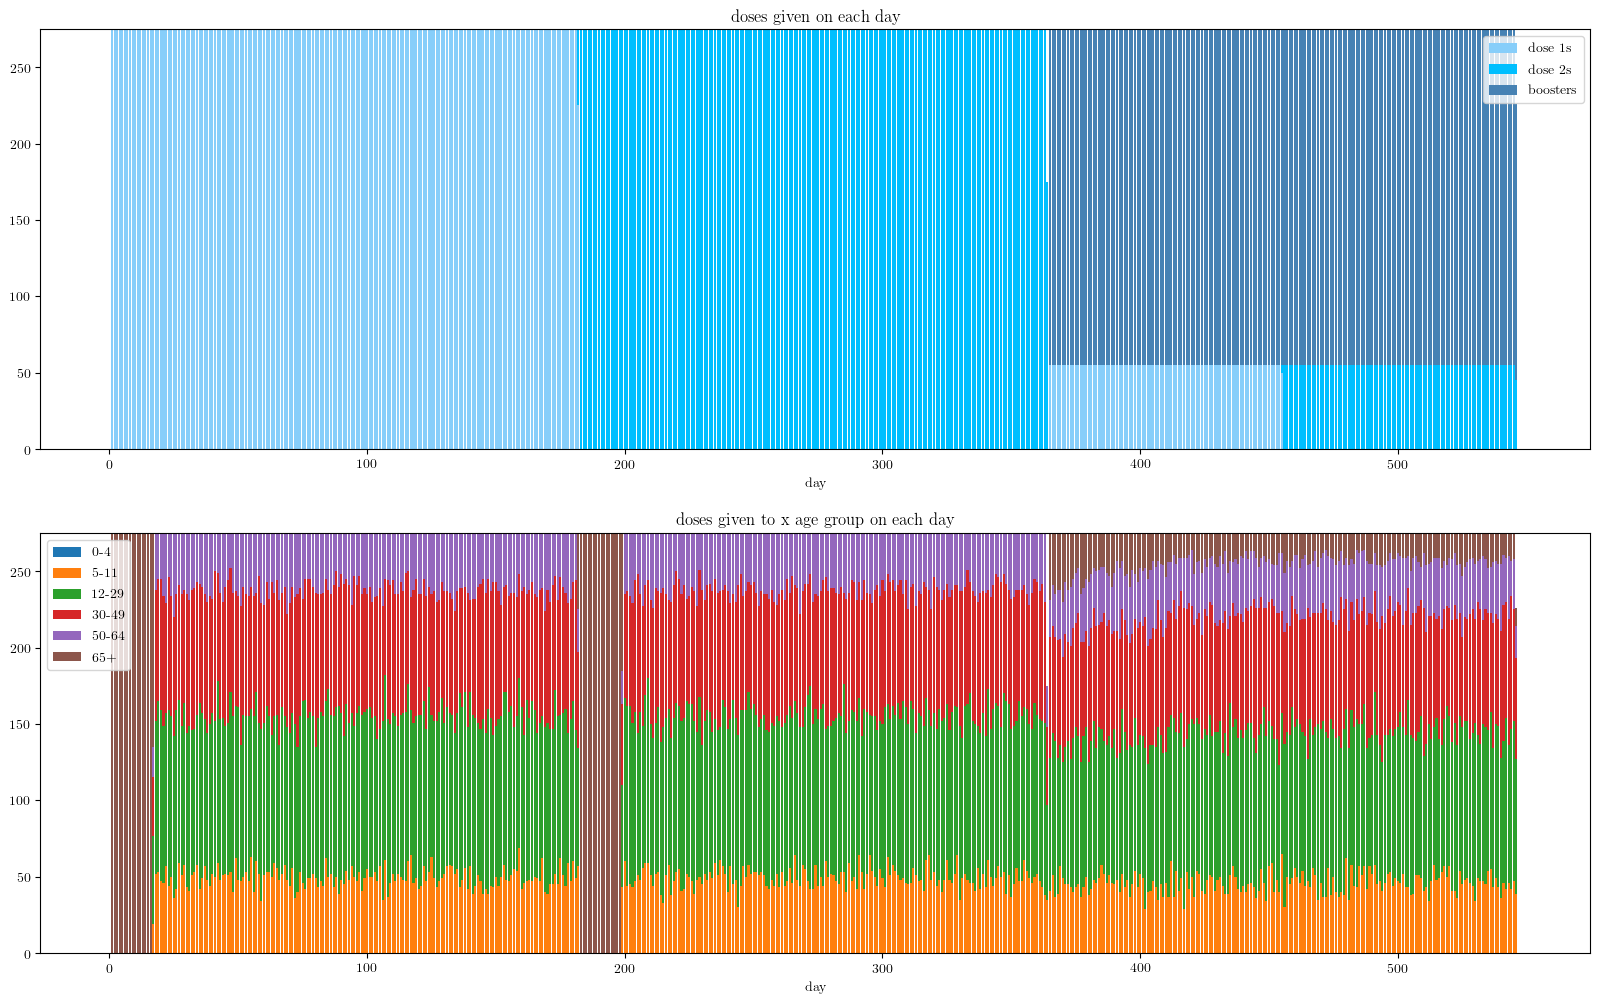 doses given on each day
250
200
150
100
50
0
dose 1s
dose 2s
boosters
0 100 200 300 400 500
day
doses given to x age group on each day
250
200
150
100
50
0
0-4
5-11
12-29
30-49
50-64
65+
0 100 200 300 400 500
day